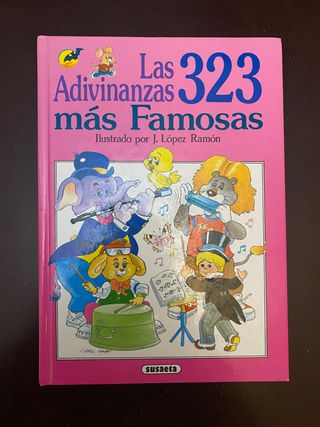 Las 323
Adivinanzas
más Famosas
Ilustrado por J. López Ramón
susaeta